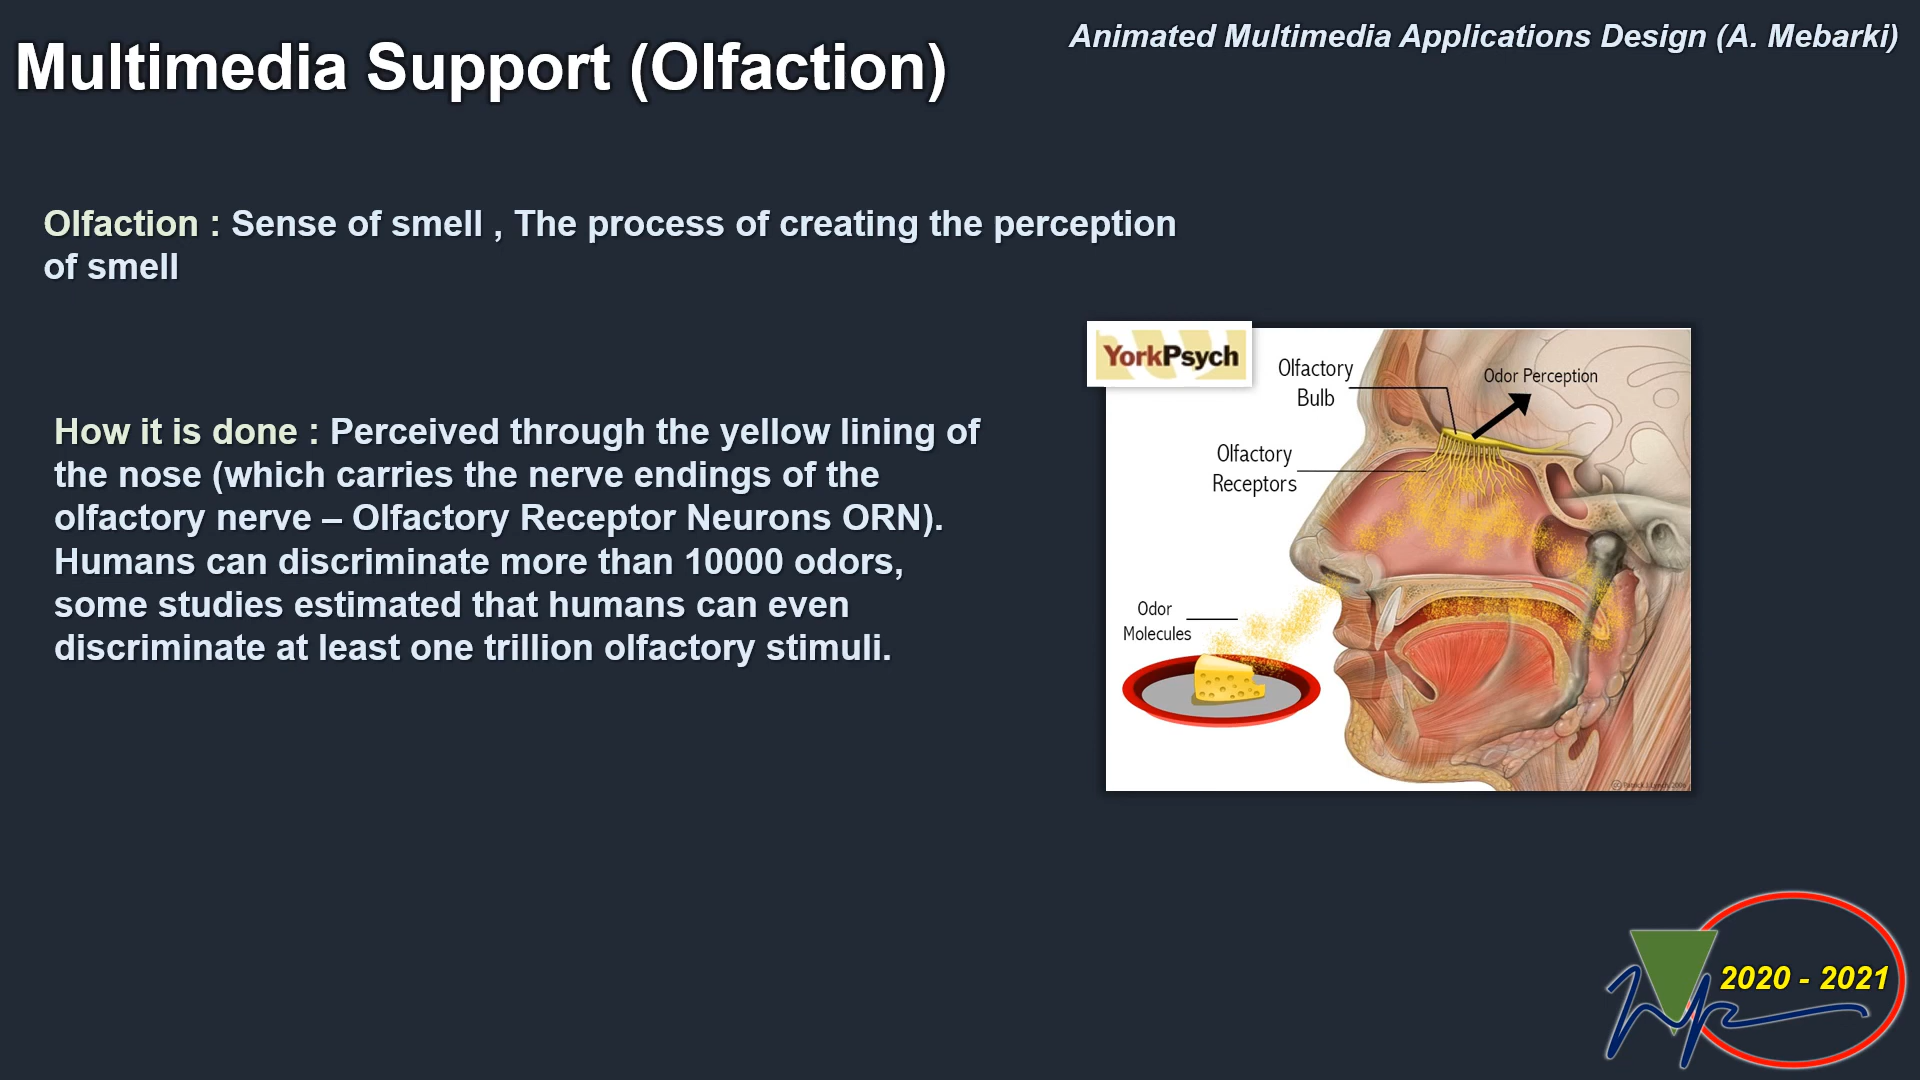 Animated Multimedia Applications Design (A. Mebarki)
Multimedia Support (Olfaction)
Olfaction : Sense of smell , The process of creating the perception
of smell
How it is done : Perceived through the yellow lining of
the nose (which carries the nerve endings of the
olfactory nerve – Olfactory Receptor Neurons ORN).
Humans can discriminate more than 10000 odors,
some studies estimated that humans can even
discriminate at least one trillion olfactory stimuli.
YorkPsych
Olfactory
Bulb
Odor Perception
Olfactory
Receptors
Odor
Molecules
2020 - 2021